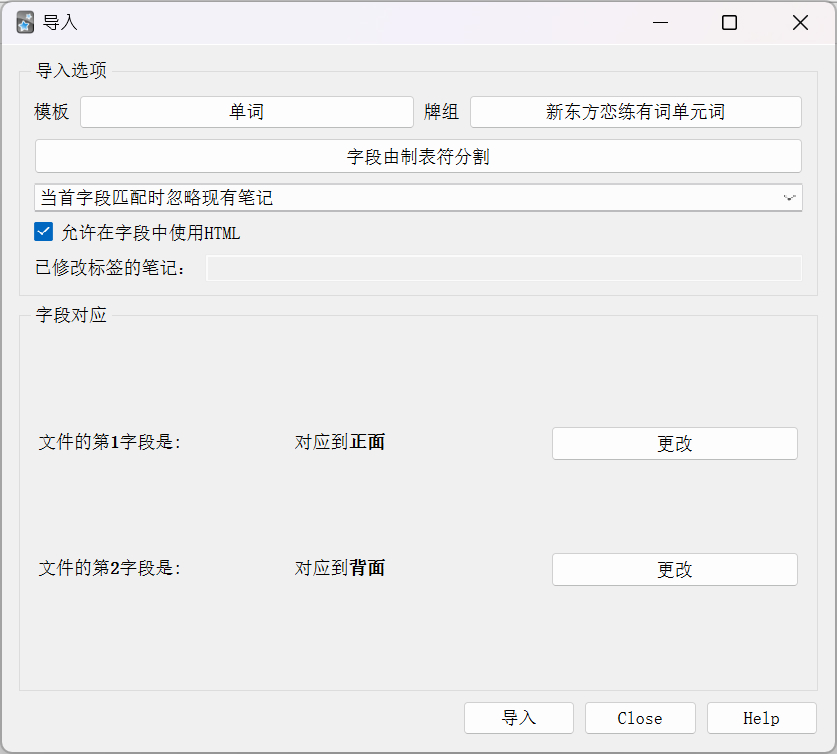 导入
导入选项
模板 单词 牌组 新东方恋练有词单元词
字段由制表符分割
当首字段匹配时忽略现有笔记
允许在字段中使用HTML
已修改标签的笔记：
字段对应
文件的第1字段是: 对应到正面 更改
文件的第2字段是: 对应到背面 更改
导入 Close Help